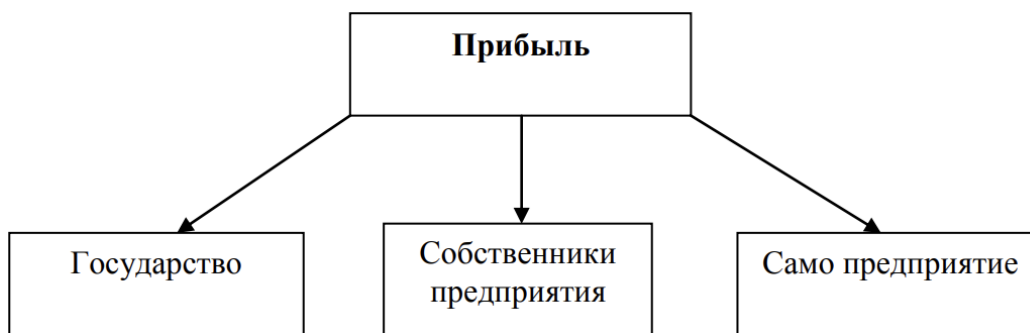 Прибыль
Государство
Собственники
предприятия
Само предприятие